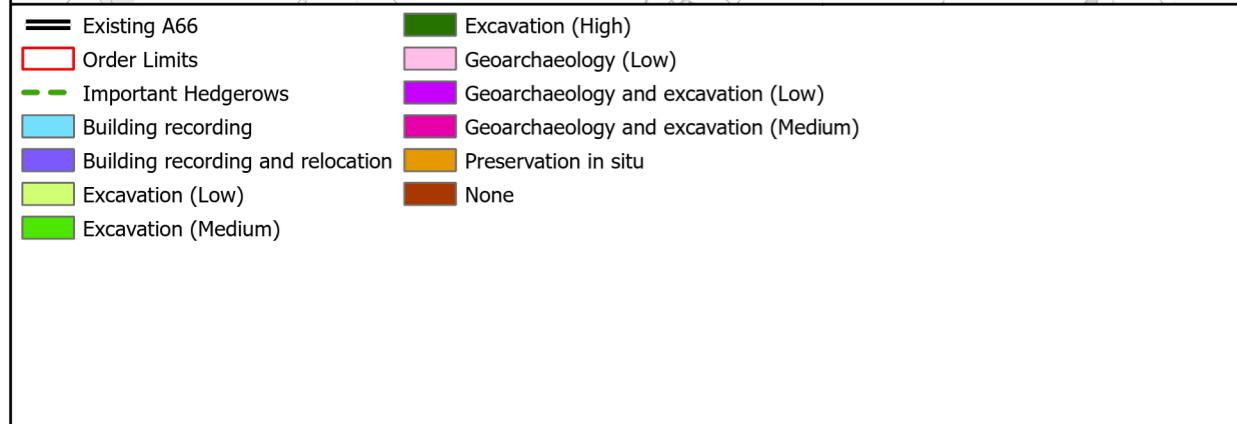 Existing A66
Order Limits
Important Hedgerows
Building recording
Building recording and relocation
Excavation (Low)
Excavation (Medium)
Excavation (High)
Geoarchaeology (Low)
Geoarchaeology and excavation (Low)
Geoarchaeology and excavation (Medium)
Preservation in situ
None